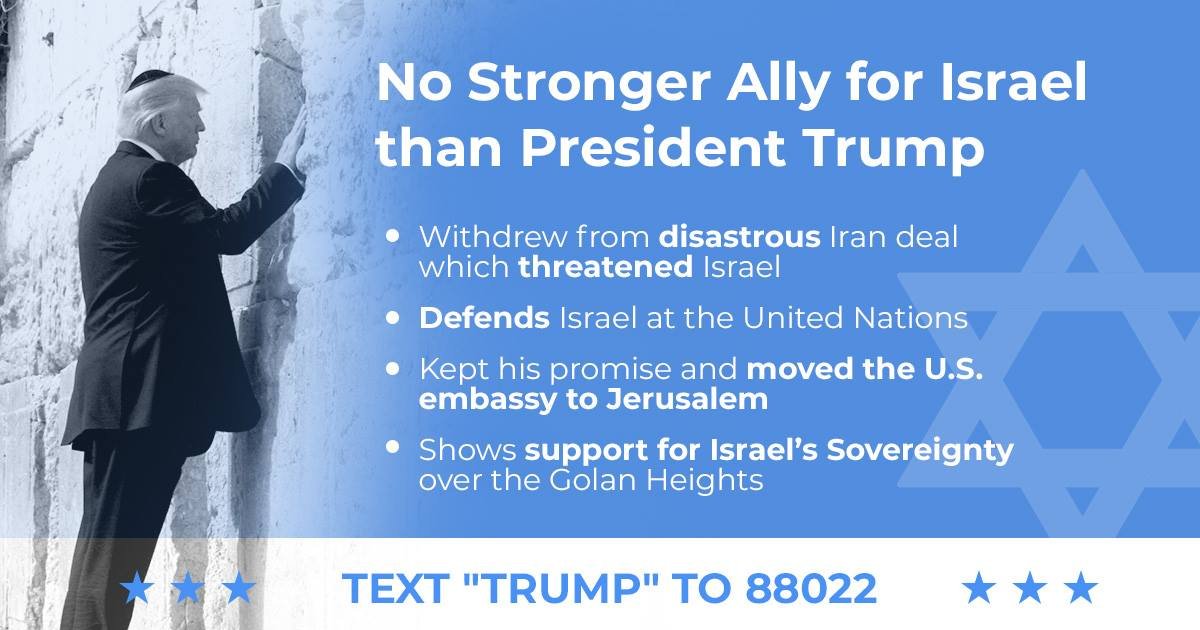 No Stronger Ally for Israel
than President Trump
Withdrew from disastrous Iran deal
which threatened Israel
Defends Israel at the United Nations
Kept his promise and moved the U.S.
embassy to Jerusalem
Shows support for Israel’s Sovereignty
over the Golan Heights
TEXT "TRUMP" TO 88022